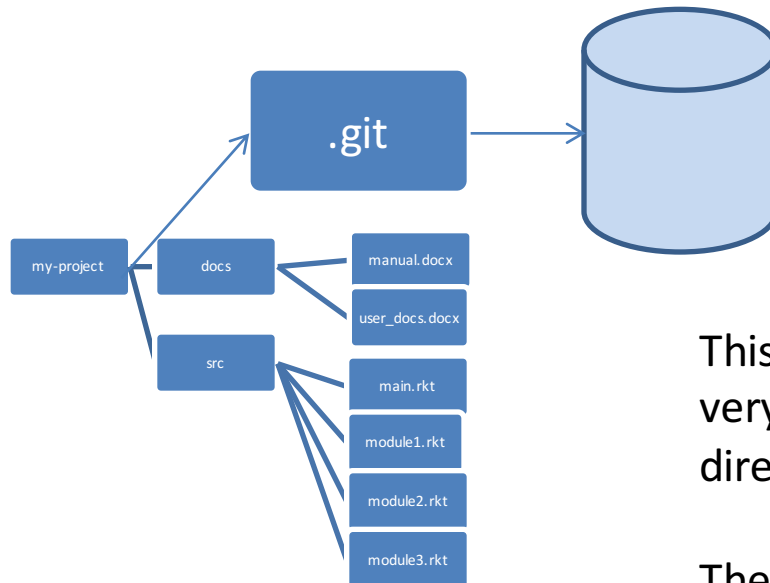 .git
my-project
docs
manual.docx
user_docs.docx
src
main.rkt
module1.rkt
module2.rkt
module3.rkt
This
very
dire
The